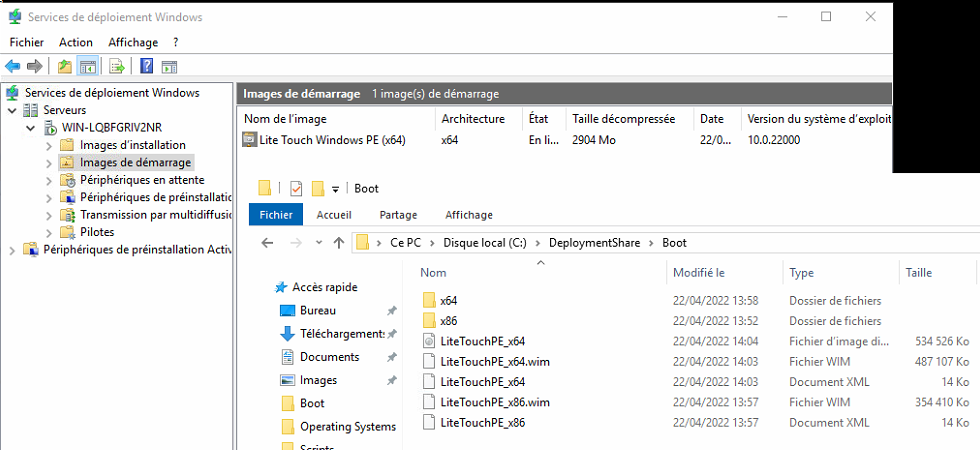 Services de déploiement Windows
Fichier Action Affichage ?
Services de déploiement Windows
Serveurs
WIN-LQBFGRIV2NR
Images d'installation
Images de démarrage
Périphériques en attente
Périphériques de préinstallatic
Transmission par multidiffusi
Pilotes
Périphériques de préinstallation Activ
Images de démarrage 1 image(s) de démarrage
Nom de l'image Architecture État Taille décompressée Date Version du système d'exploit
Lite Touch Windows PE (x64) x64 En li... 2904 Mo 22/0... 10.0.22000
Boot
Fichier Accueil Partage Affichage
Ce PC > Disque local (C:) > DeploymentShare > Boot
Accès rapide
Bureau
Téléchargements
Documents
Images
Boot
Operating Systems
Scripts
Nom Modifié le Type Taille
x64 22/04/2022 13:58 Dossier de fichiers
x86 22/04/2022 13:52 Dossier de fichiers
LiteTouchPE_x64 22/04/2022 14:04 Fichier d'image di... 534 526 Ko
LiteTouchPE_x64.wim 22/04/2022 14:03 Fichier WIM 487 107 Ko
LiteTouchPE_x64 22/04/2022 14:03 Document XML 14 Ko
LiteTouchPE_x86.wim 22/04/2022 13:57 Fichier WIM 354 410 Ko
LiteTouchPE_x86 22/04/2022 13:57 Document XML 14 Ko